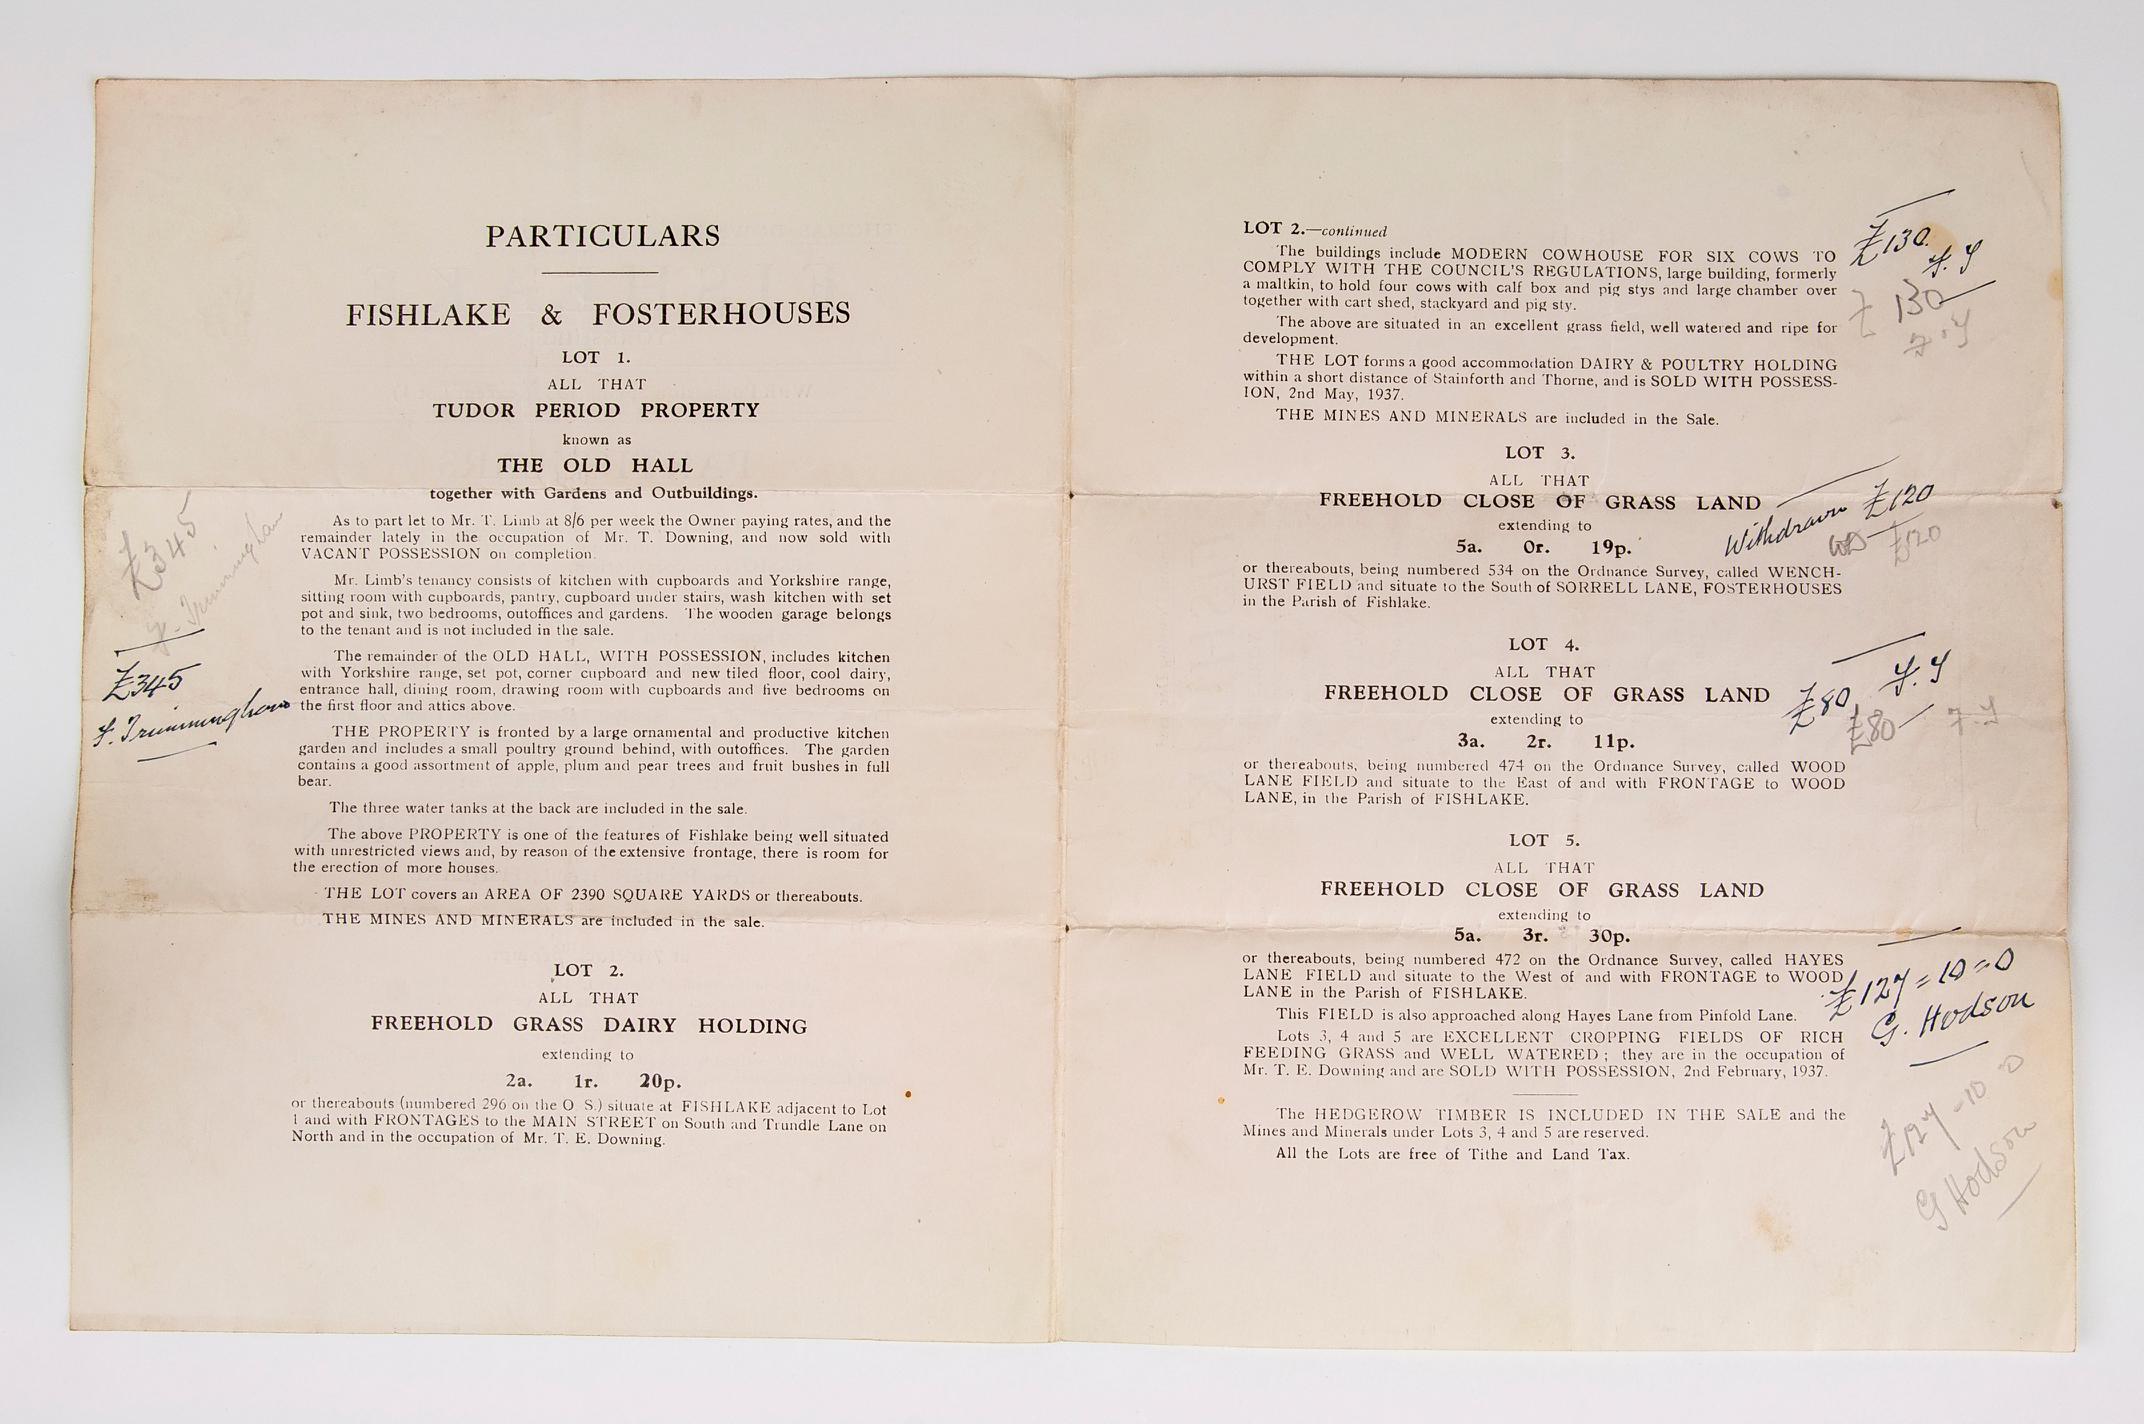 PARTICULARS
FISHLAKE & FOSTERHOUSES
LOT 1.
ALL THAT
TUDOR PERIOD PROPERTY
known as
THE OLD HALL
together with Gardens and Outbuildings.
As to part let to Mr. T. Limb at 8/6 per week the Owner paying rates, and the
remainder lately in the occupation of Mr. T. Downing, and now sold with
VACANT POSSESSION on completion.
Mr. Limb's tenancy consists of kitchen with cupboards and Yorkshire range,
sitting room with cupboards, pantry, cupboard under stairs, wash kitchen with set
pot and sink, two bedrooms, outoffices and gardens. The wooden garage belongs
to the tenant and is not included in the sale.
The remainder of the OLD HALL, WITH POSSESSION, includes kitchen
with Yorkshire range, set pot, corner cupboard and new tiled floor, cool dairy,
entrance hall, dining room, drawing room with cupboards and five bedrooms on
the first floor and attics above.
THE PROPERTY is fronted by a large ornamental and productive kitchen
garden and includes a small poultry ground behind, with outoffices. The garden
contains a good assortment of apple, plum and pear trees and fruit bushes in full
bear.
The three water tanks at the back are included in the sale.
The above PROPERTY is one of the features of Fishlake being well situated
with unrestricted views and, by reason of the extensive frontage, there is room for
the erection of more houses.
THE LOT covers an AREA OF 2390 SQUARE YARDS or thereabouts.
THE MINES AND MINERALS are included in the sale.
£345
F. Trimmingham
£345
F. Trimmingham
LOT 2.
ALL THAT
FREEHOLD GRASS DAIRY HOLDING
extending to
2a. 1r. 20p.
or thereabouts (numbered 296 on the O S.) situate at FISHLAKE adjacent to Lot
1 and with FRONTAGES to the MAIN STREET on South and Trundle Lane on
North and in the occupation of Mr. T. E. Downing.
LOT 2.—continued
The buildings include MODERN COWHOUSE FOR SIX COWS TO
COMPLY WITH THE COUNCIL'S REGULATIONS, large building, formerly
a maltkin, to hold four cows with calf box and pig stys and large chamber over
together with cart shed, stackyard and pig sty.
The above are situated in an excellent grass field, well watered and ripe for
development.
THE LOT forms a good accommodation DAIRY & POULTRY HOLDING
within a short distance of Stainforth and Thorne, and is SOLD WITH POSSESS-
ION, 2nd May, 1937.
THE MINES AND MINERALS are included in the Sale.
£130
£130
LOT 3.
ALL THAT
FREEHOLD CLOSE OF GRASS LAND
extending to
5a. 0r. 19p.
Withdrawn £120
WD £120
or thereabouts, being numbered 534 on the Ordnance Survey, called WENCH-
URST FIELD and situate to the South of SORRELL LANE, FOSTERHOUSES
in the Parish of Fishlake.
LOT 4.
ALL THAT
FREEHOLD CLOSE OF GRASS LAND
extending to
3a. 2r. 11p.
£80
£80
or thereabouts, being numbered 474 on the Ordnance Survey, called WOOD
LANE FIELD and situate to the East of and with FRONTAGE to WOOD
LANE, in the Parish of FISHLAKE.
LOT 5.
ALL THAT
FREEHOLD CLOSE OF GRASS LAND
extending to
5a. 3r. 30p.
or thereabouts, being numbered 472 on the Ordnance Survey, called HAYES
LANE FIELD and situate to the West of and with FRONTAGE to WOOD
LANE in the Parish of FISHLAKE.
This FIELD is also approached along Hayes Lane from Pinfold Lane.
Lots 3, 4 and 5 are EXCELLENT CROPPING FIELDS OF RICH
FEEDING GRASS and WELL WATERED ; they are in the occupation of
Mr. T. E. Downing and are SOLD WITH POSSESSION, 2nd February, 1937.
£127=10=0
G. Hodson
£127-10-0
G Hodson
The HEDGEROW TIMBER IS INCLUDED IN THE SALE and the
Mines and Minerals under Lots 3, 4 and 5 are reserved.
All the Lots are free of Tithe and Land Tax.